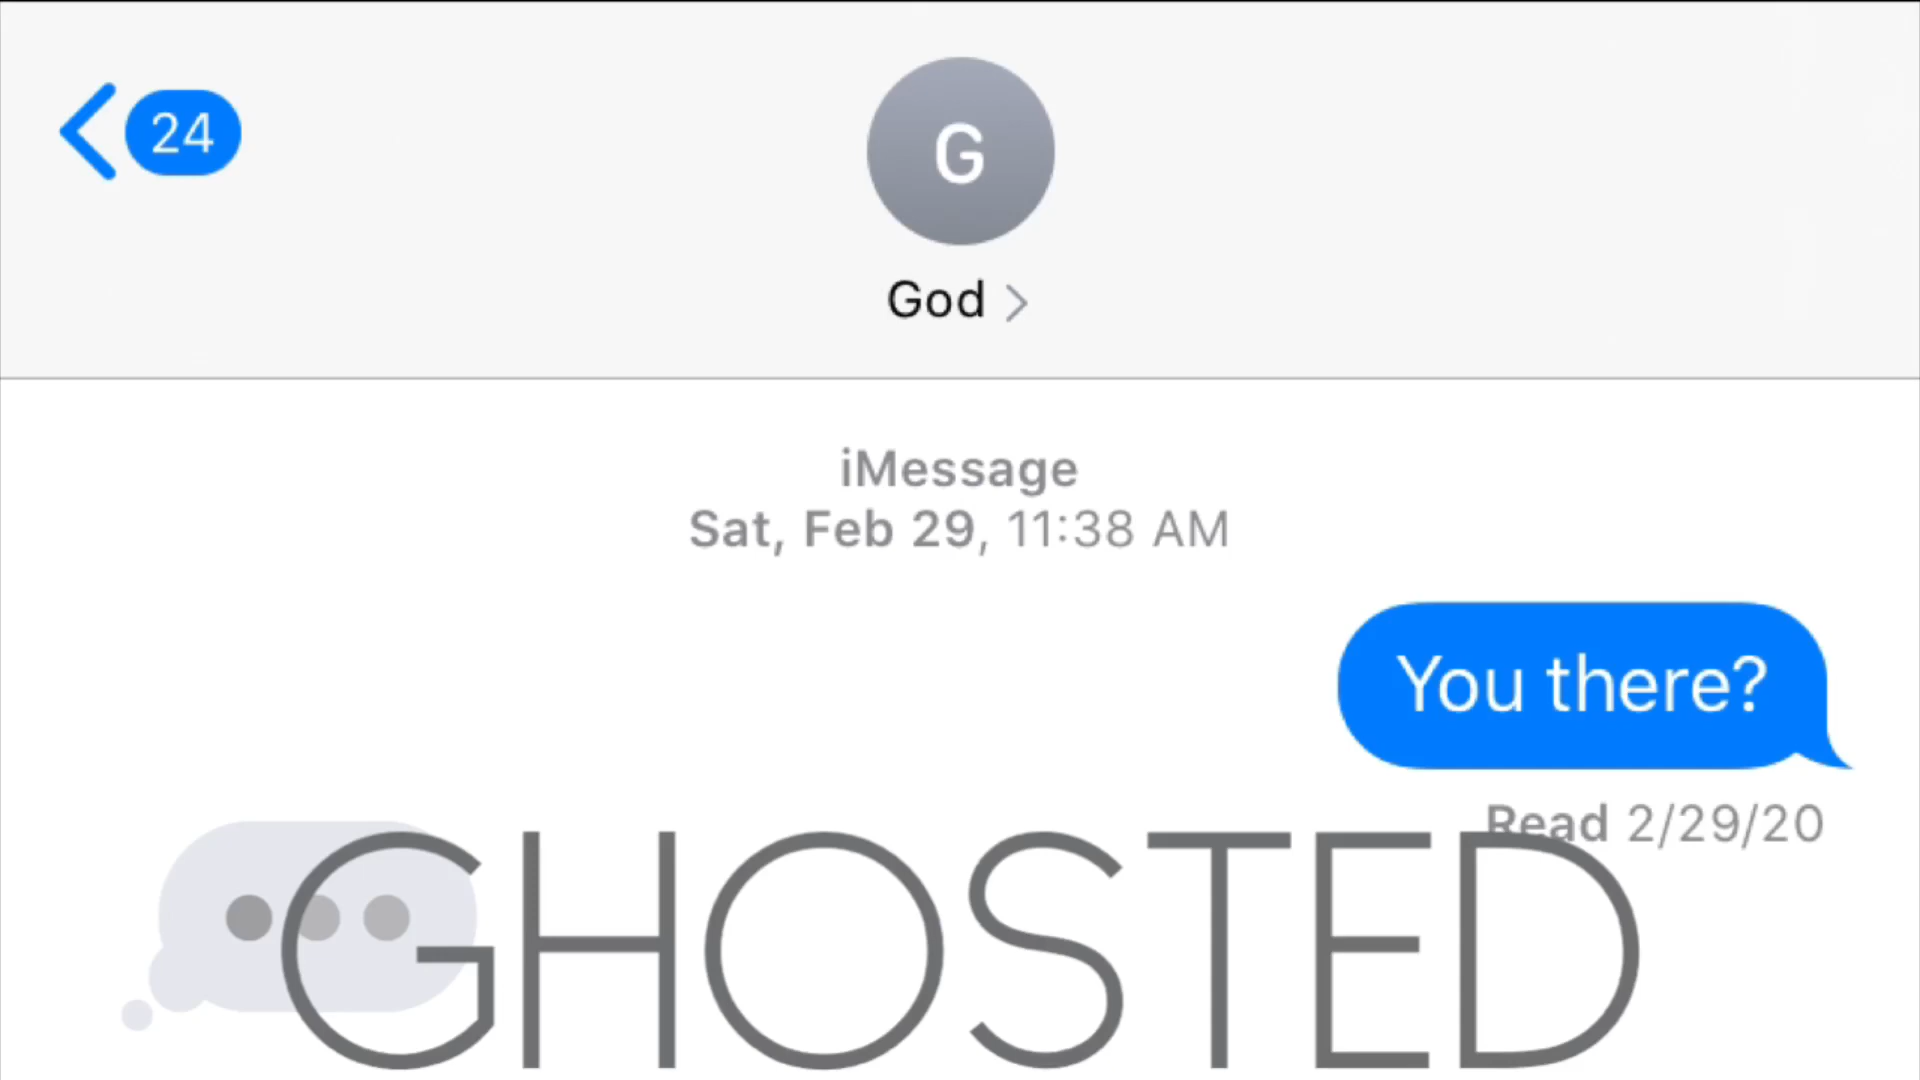 24
G
God
iMessage
Sat, Feb 29, 11:38 AM
You there?
Read 2/29/20
GHOSTED